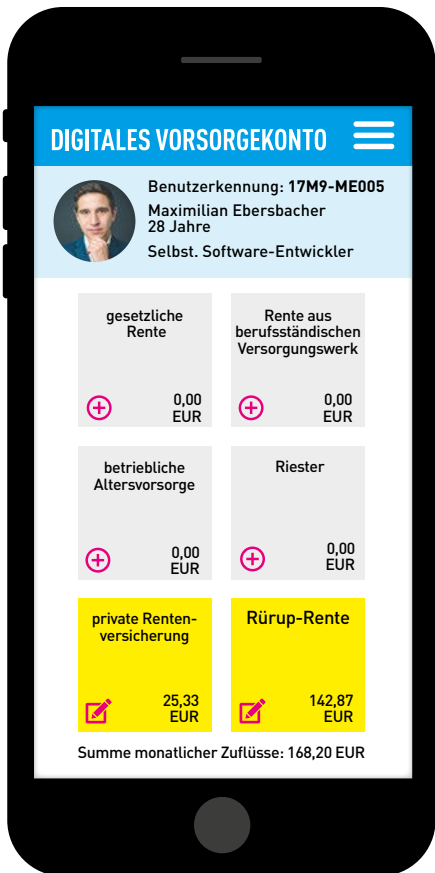 DIGITALES VORSORGEKONTO
Benutzerkennung: 17M9-ME005
Maximilian Ebersbacher
28 Jahre
Selbst. Software-Entwickler
gesetzliche
Rente
0,00
EUR
Rente aus
berufsständischen
Versorgungswerk
0,00
EUR
betriebliche
Altersvorsorge
0,00
EUR
Riester
0,00
EUR
private Renten-
versicherung
25,33
EUR
Rürup-Rente
142,87
EUR
Summe monatlicher Zuflüsse: 168,20 EUR